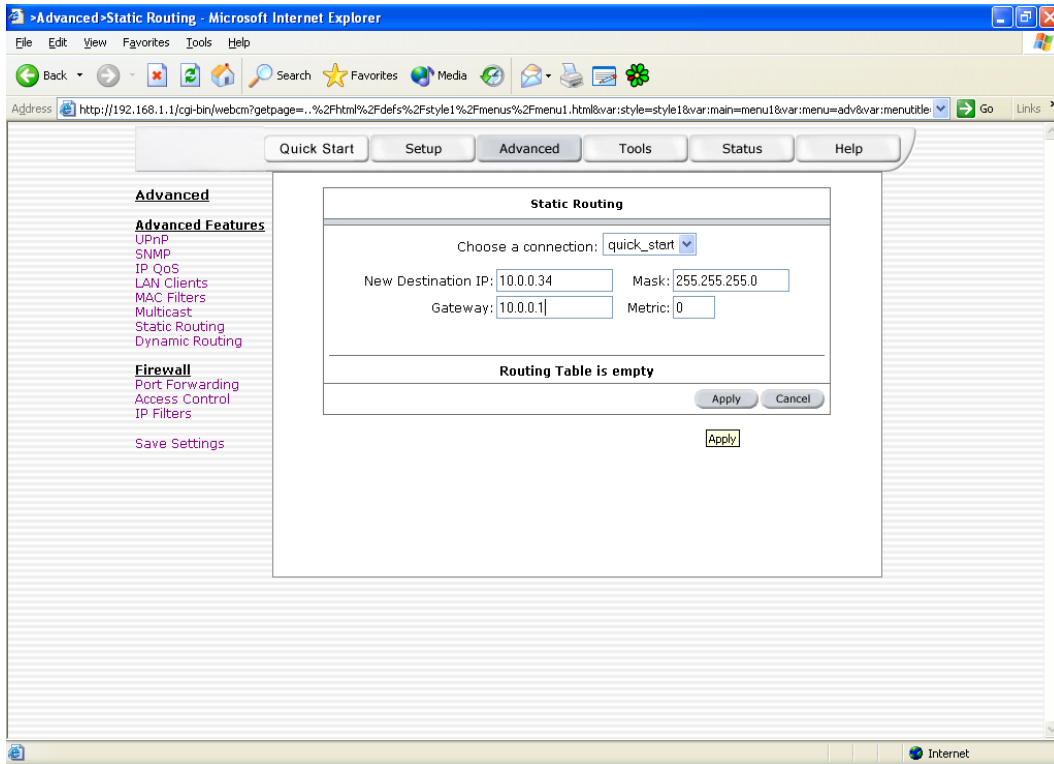 >Advanced>Static Routing - Microsoft Internet Explorer
File Edit View Favorites Tools Help
Back Search Favorites Media
Address http://192.168.1.1/cgi-bin/webcm?getpage=..%2Fhtml%2Fdefs%2Fstyle1%2Fmenus%2Fmenu1.html&var:style=style1&var:main=menu1&var:menu=adv&var:menutitle Go Links
Quick Start Setup Advanced Tools Status Help
Advanced
Advanced Features
UPnP
SNMP
IP QoS
LAN Clients
MAC Filters
Multicast
Static Routing
Dynamic Routing
Firewall
Port Forwarding
Access Control
IP Filters
Save Settings
Static Routing
Choose a connection: quick_start
New Destination IP: 10.0.0.34 Mask: 255.255.255.0
Gateway: 10.0.0.1 Metric: 0
Routing Table is empty
Apply Cancel
Apply
Internet